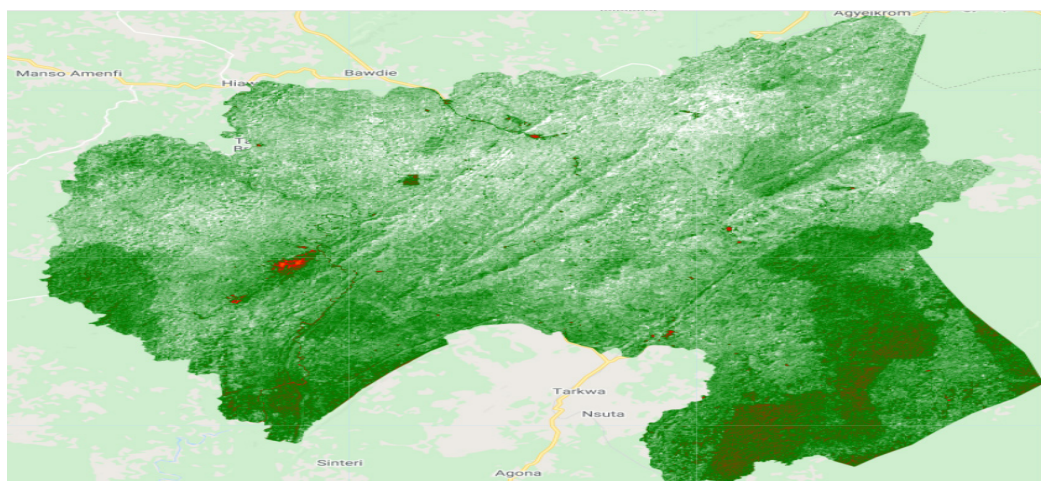 Agyeikrom
Manso Amenfi
Bawdie
Tarkwa
Nsuta
Sinteri
Agona